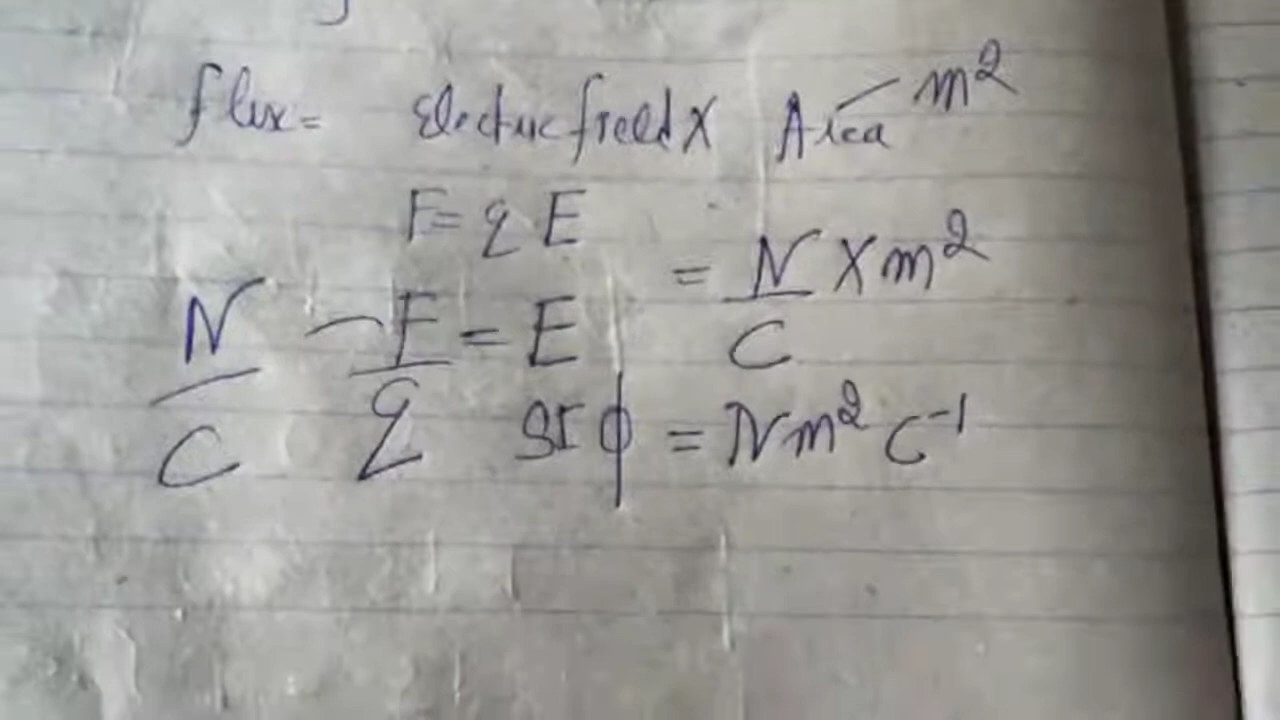 flux = Electric field X Area m²
F = qE
= N/C X m²
N/C - F/q = E
SI ϕ = Nm² C⁻¹